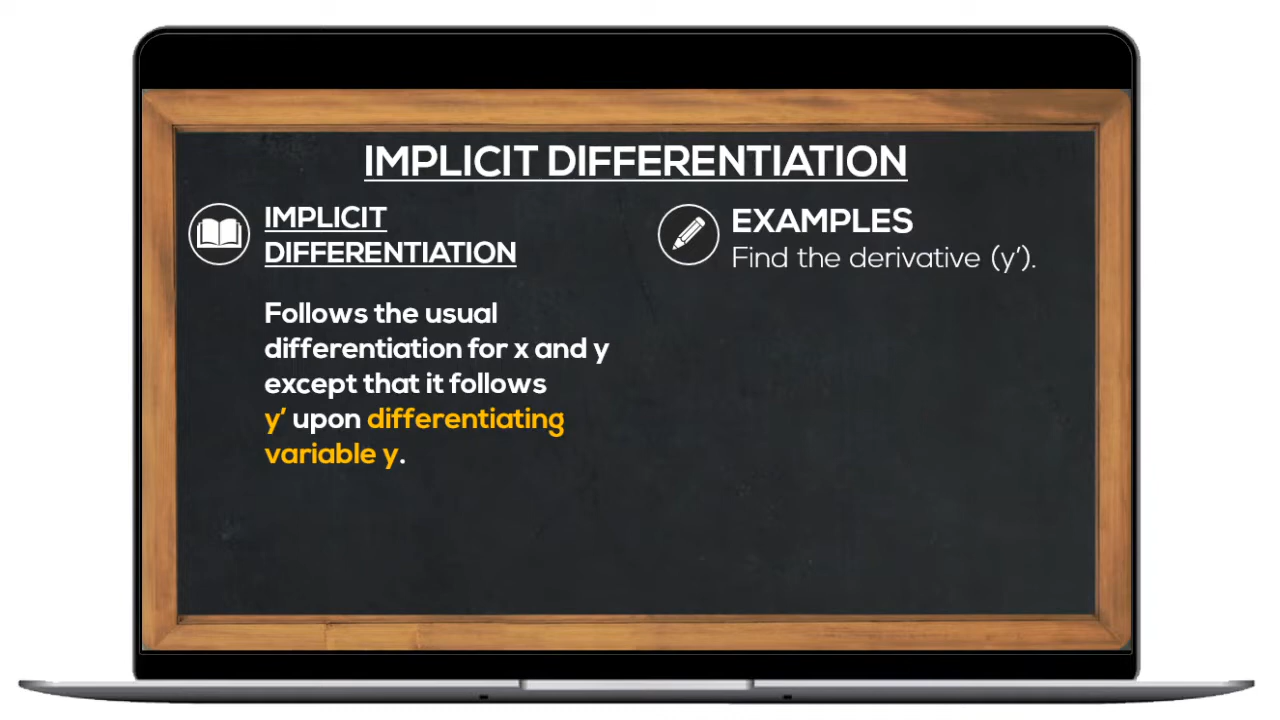 IMPLICIT DIFFERENTIATION
IMPLICIT
DIFFERENTIATION
Follows the usual
differentiation for x and y
except that it follows
y’ upon differentiating
variable y.
EXAMPLES
Find the derivative (y’).